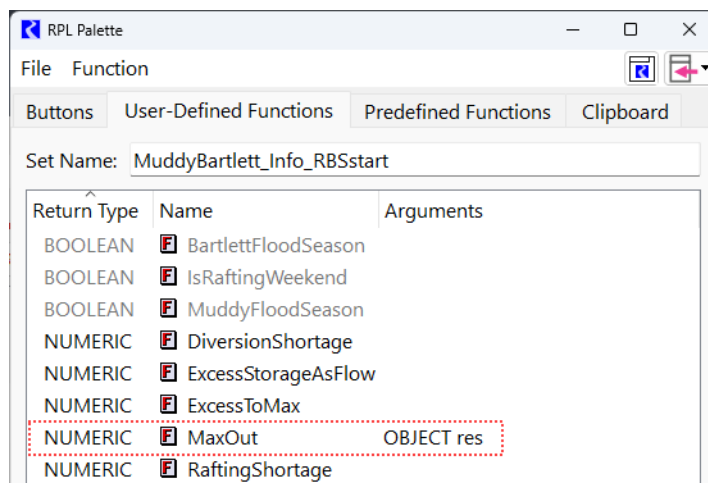 RPL Palette
File Function
Buttons User-Defined Functions Predefined Functions Clipboard
Set Name: MuddyBartlett_Info_RBSstart
Return Type Name Arguments
BOOLEAN F BartlettFloodSeason
BOOLEAN F IsRaftingWeekend
BOOLEAN F MuddyFloodSeason
NUMERIC F DiversionShortage
NUMERIC F ExcessStorageAsFlow
NUMERIC F ExcessToMax
NUMERIC F MaxOut OBJECT res
NUMERIC F RaftingShortage